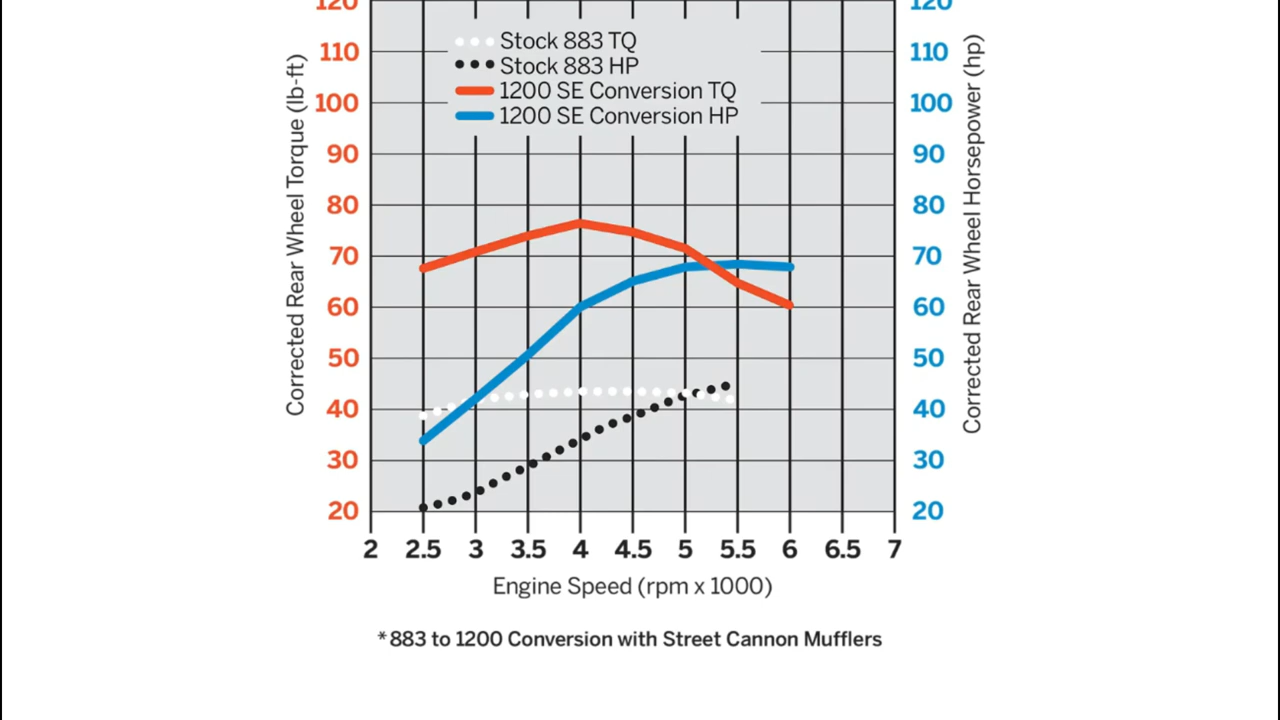 120
120
Stock 883 TQ
Stock 883 HP
1200 SE Conversion TQ
1200 SE Conversion HP
110
110
100
100
90
90
80
80
70
70
60
60
50
50
40
40
30
30
20
20
Corrected Rear Wheel Torque (lb-ft)
Corrected Rear Wheel Horsepower (hp)
2 2.5 3 3.5 4 4.5 5 5.5 6 6.5 7
Engine Speed (rpm x 1000)
*883 to 1200 Conversion with Street Cannon Mufflers